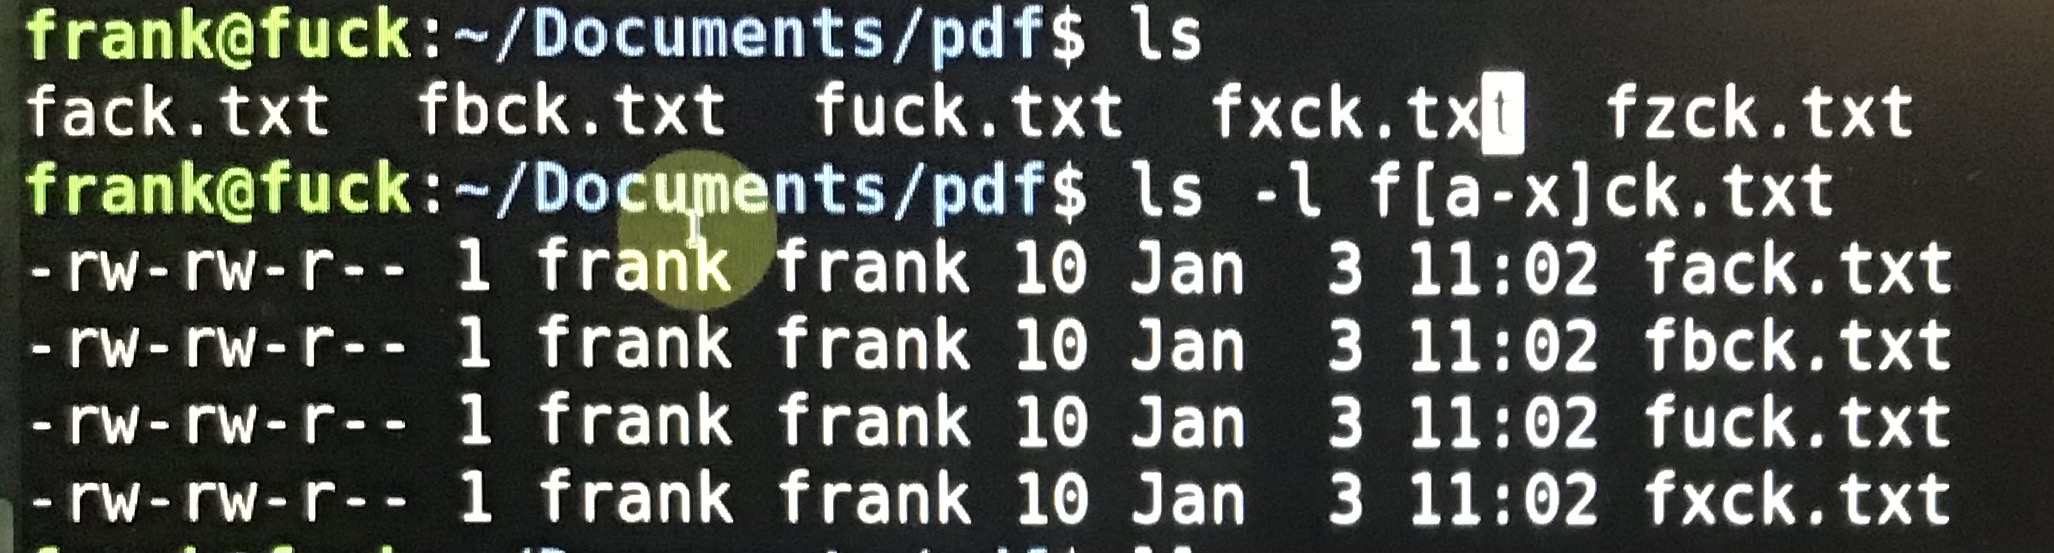 frank@fuck:~/Documents/pdf$ ls
fack.txt  fbck.txt  fuck.txt  fxck.txt  fzck.txt
frank@fuck:~/Documents/pdf$ ls -l f[a-x]ck.txt
-rw-rw-r-- 1 frank frank 10 Jan  3 11:02 fack.txt
-rw-rw-r-- 1 frank frank 10 Jan  3 11:02 fbck.txt
-rw-rw-r-- 1 frank frank 10 Jan  3 11:02 fuck.txt
-rw-rw-r-- 1 frank frank 10 Jan  3 11:02 fxck.txt